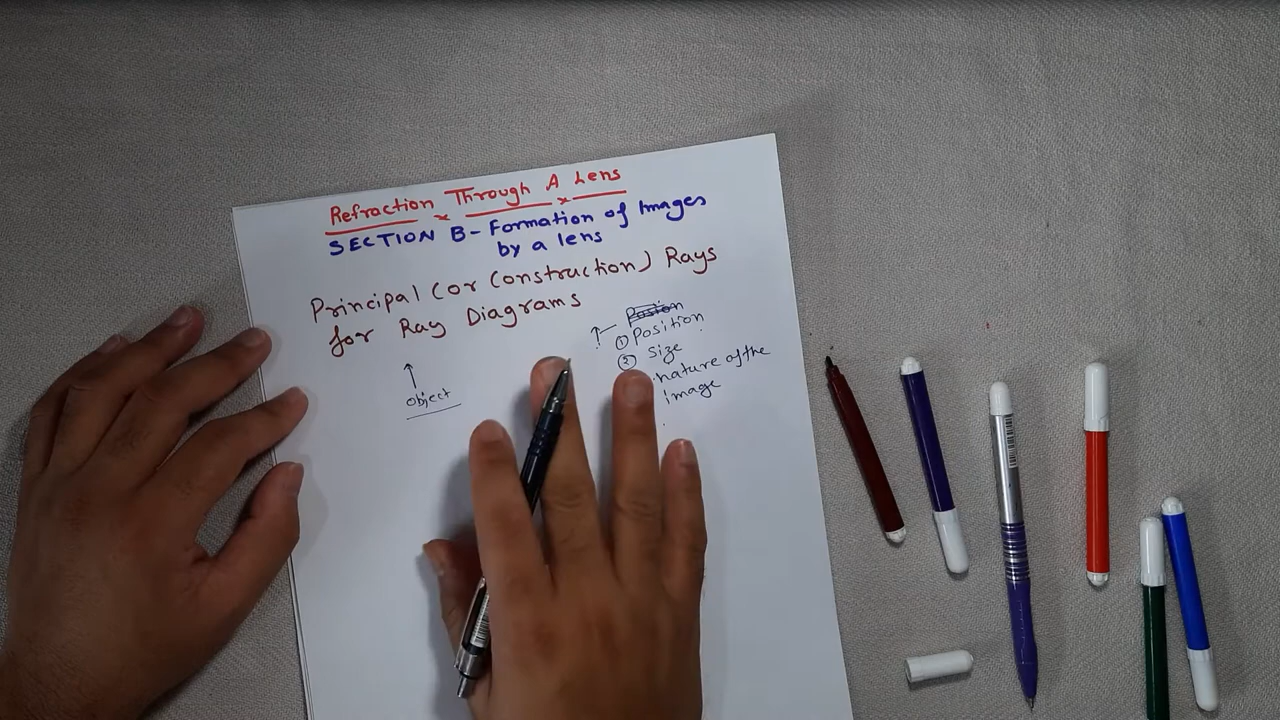 Refraction Through A Lens
SECTION B - Formation of Images
by a lens
Principal (or Construction) Rays
for Ray Diagrams
Position
① Position
② Size
nature of the
image
object